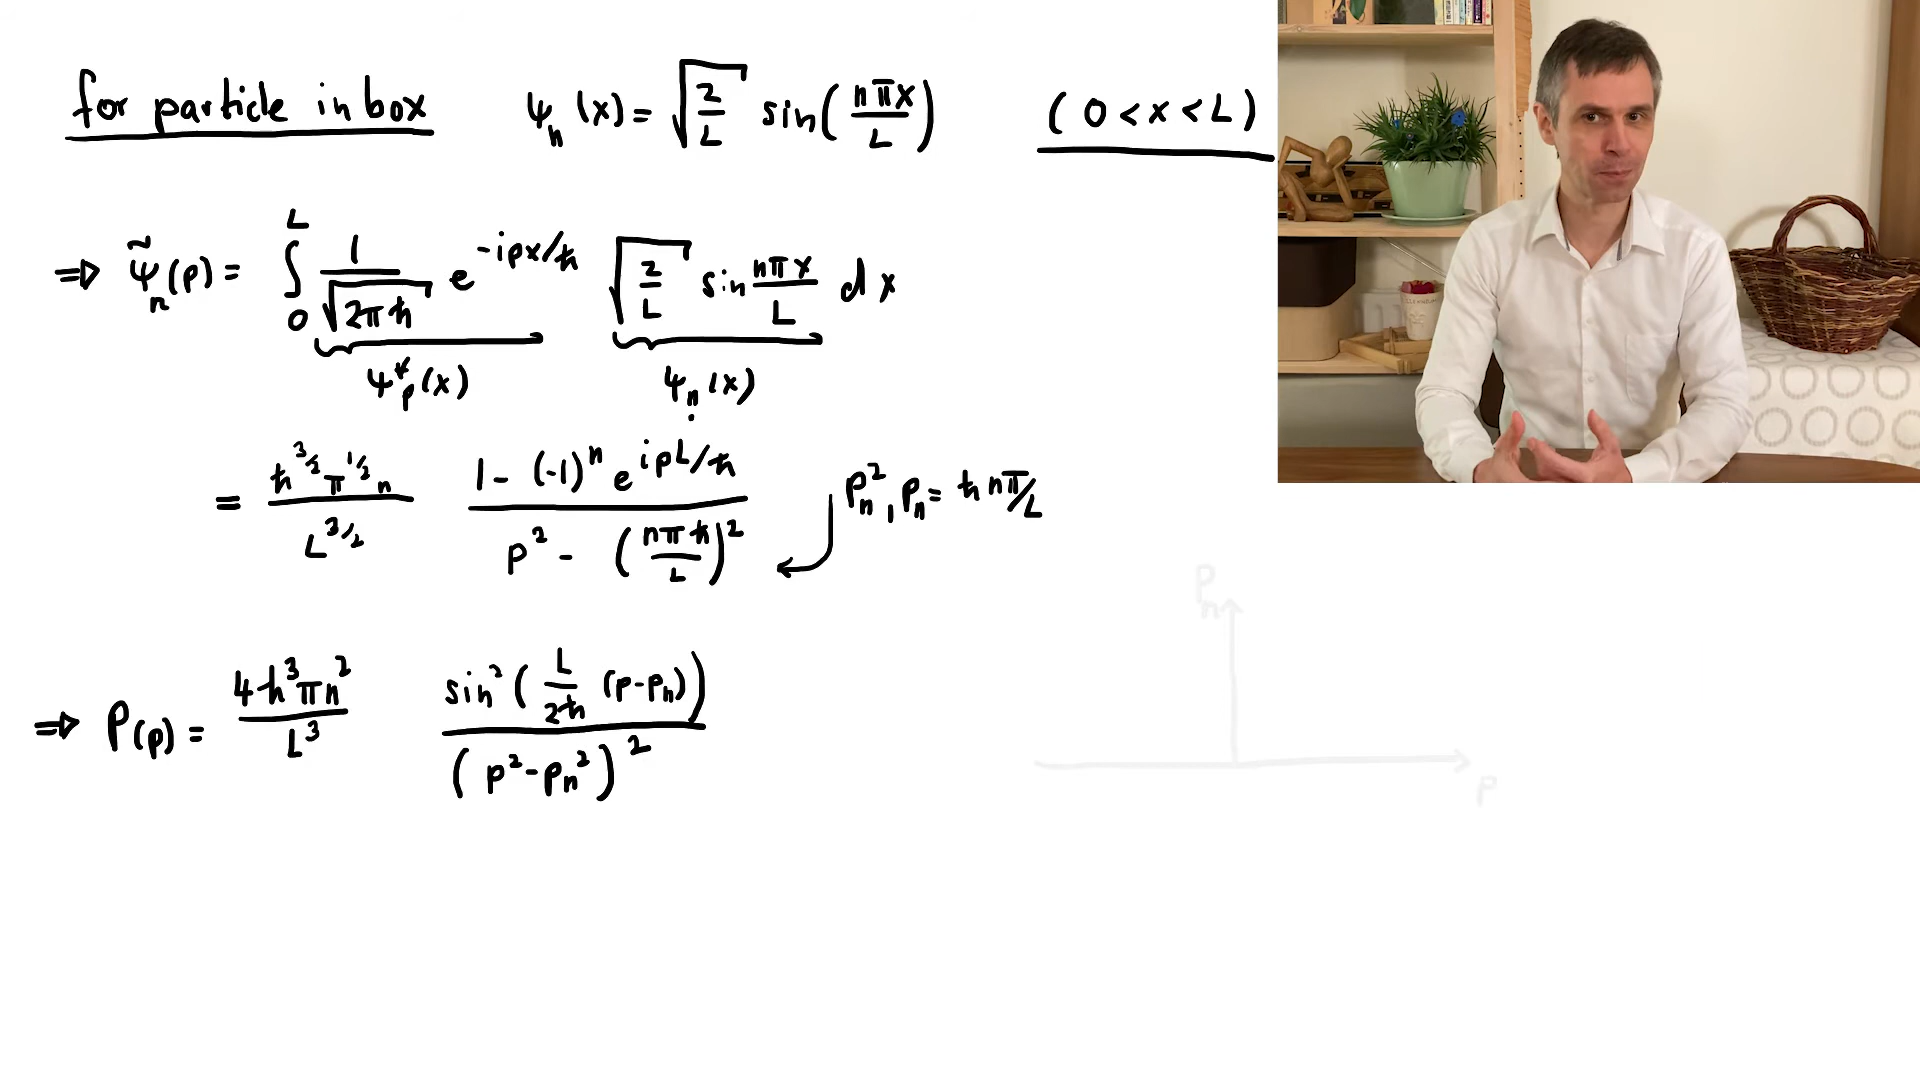 for particle in box ψₙ(x) = √(2/L) sin(nπx/L) (0 < x < L)
⇒ ψ̃ₙ(p) = ∫₀ᴸ 1/√(2πħ) e^(-ipx/ħ) √(2/L) sin nπx/L dx
ψ*ₚ(x) ψₙ(x)
= ħ^(3/2) π^(1/2) n / L^(3/2) (1 - (-1)ⁿ e^(ipL/ħ)) / (p² - (nπħ/L)²) pₙ², pₙ = ħnπ/L
Pₙ
⇒ P(p) = 4ħ³πn²/L³ sin²(L/2ħ (p-pₙ)) / (p²-pₙ²)²
p